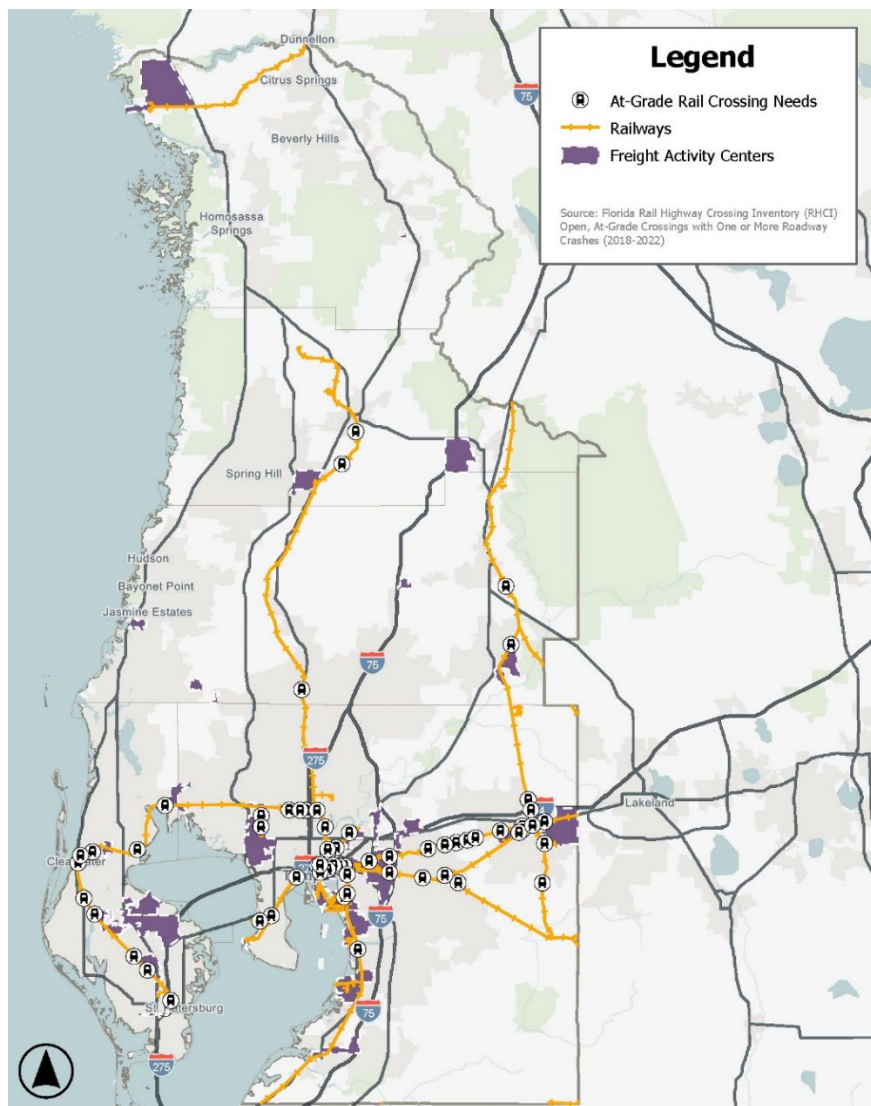 Dunnellon
Citrus Springs
75
Beverly Hills
Homosassa
Springs
Legend
At-Grade Rail Crossing Needs
Railways
Freight Activity Centers
Source: Florida Rail Highway Crossing Inventory (RHCI)
Open, At-Grade Crossings with One or More Roadway
Crashes (2018-2022)
Spring Hill
Hudson
Bayonet Point
Jasmine Estates
75
275
Lakeland
75
75
275